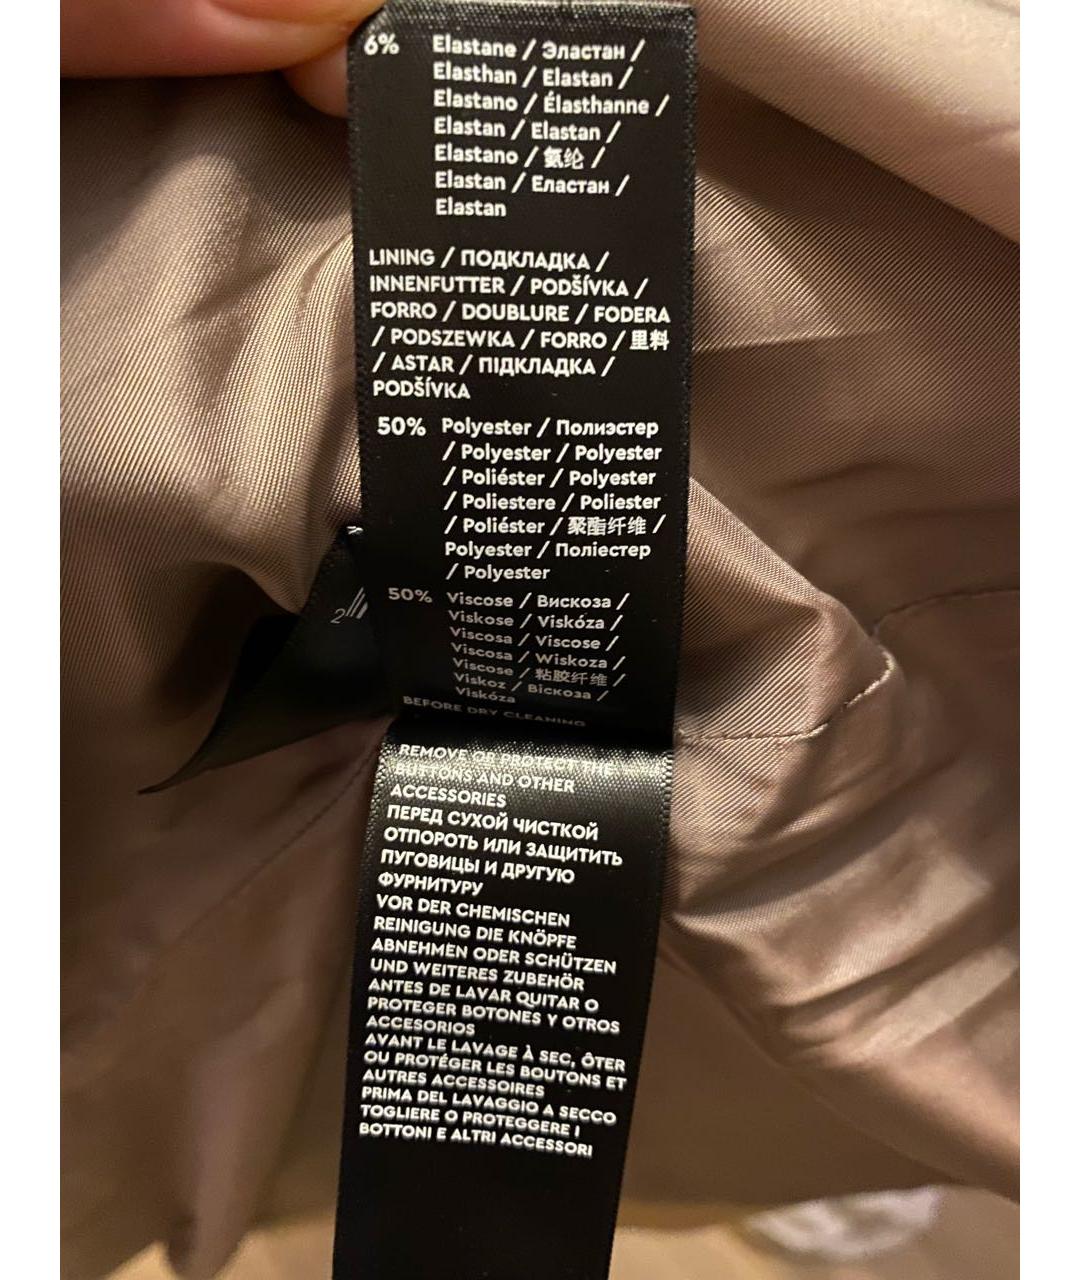 6% Elastane / Эластан /
Elasthan / Elastan /
Elastano / Élasthanne /
Elastan / Elastan /
Elastano / 氨纶 /
Elastan / Еластан /
Elastan
LINING / ПОДКЛАДКА /
INNENFUTTER / PODŠÍVKA /
FORRO / DOUBLURE / FODERA
/ PODSZEWKA / FORRO / 里料
/ ASTAR / ПІДКЛАДКА /
PODŠÍVKA
50% Polyester / Полиэстер
/ Polyester / Polyester
/ Poliéster / Polyester
/ Poliestere / Poliester
/ Poliéster / 聚酯纤维 /
Polyester / Поліестер
/ Polyester
50% Viscose / Вискоза /
Viskose / Viskóza /
Viscosa / Viscose /
Viscosa / Wiskoza /
Viscose / 粘胶纤维 /
Viskoz / Віскоза /
Viskóza
BEFORE DRY CLEANING
REMOVE OR PROTECT THE
BUTTONS AND OTHER
ACCESSORIES
ПЕРЕД СУХОЙ ЧИСТКОЙ
ОТПОРОТЬ ИЛИ ЗАЩИТИТЬ
ПУГОВИЦЫ И ДРУГУЮ
ФУРНИТУРУ
VOR DER CHEMISCHEN
REINIGUNG DIE KNÖPFE
ABNEHMEN ODER SCHÜTZEN
UND WEITERES ZUBEHÖR
ANTES DE LAVAR QUITAR O
PROTEGER BOTONES Y OTROS
ACCESORIOS
AVANT LE LAVAGE À SEC, ÔTER
OU PROTÉGER LES BOUTONS ET
AUTRES ACCESSOIRES
PRIMA DEL LAVAGGIO A SECCO
TOGLIERE O PROTEGGERE I
BOTTONI E ALTRI ACCESSORI
2